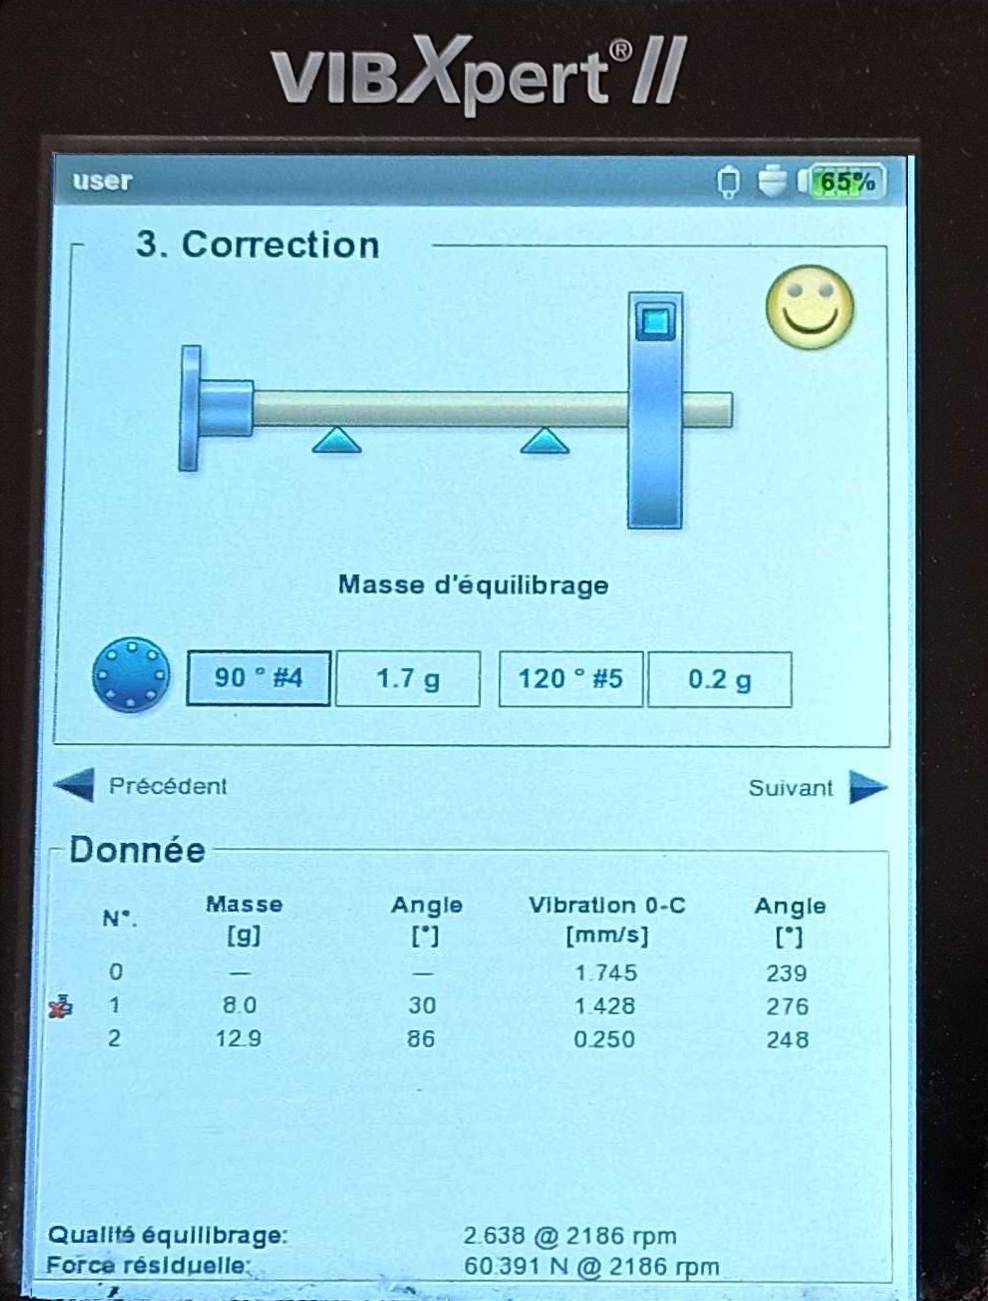 VIBXpert® II
user 65%
3. Correction
Masse d'équilibrage
90 ° #4 1.7 g 120 ° #5 0.2 g
Précédent Suivant
Donnée
N°. Masse Angle Vibration 0-C Angle
[g] [°] [mm/s] [°]
0 — — 1.745 239
1 8.0 30 1.428 276
2 12.9 86 0.250 248
Qualité équilibrage: 2.638 @ 2186 rpm
Force résiduelle: 60.391 N @ 2186 rpm